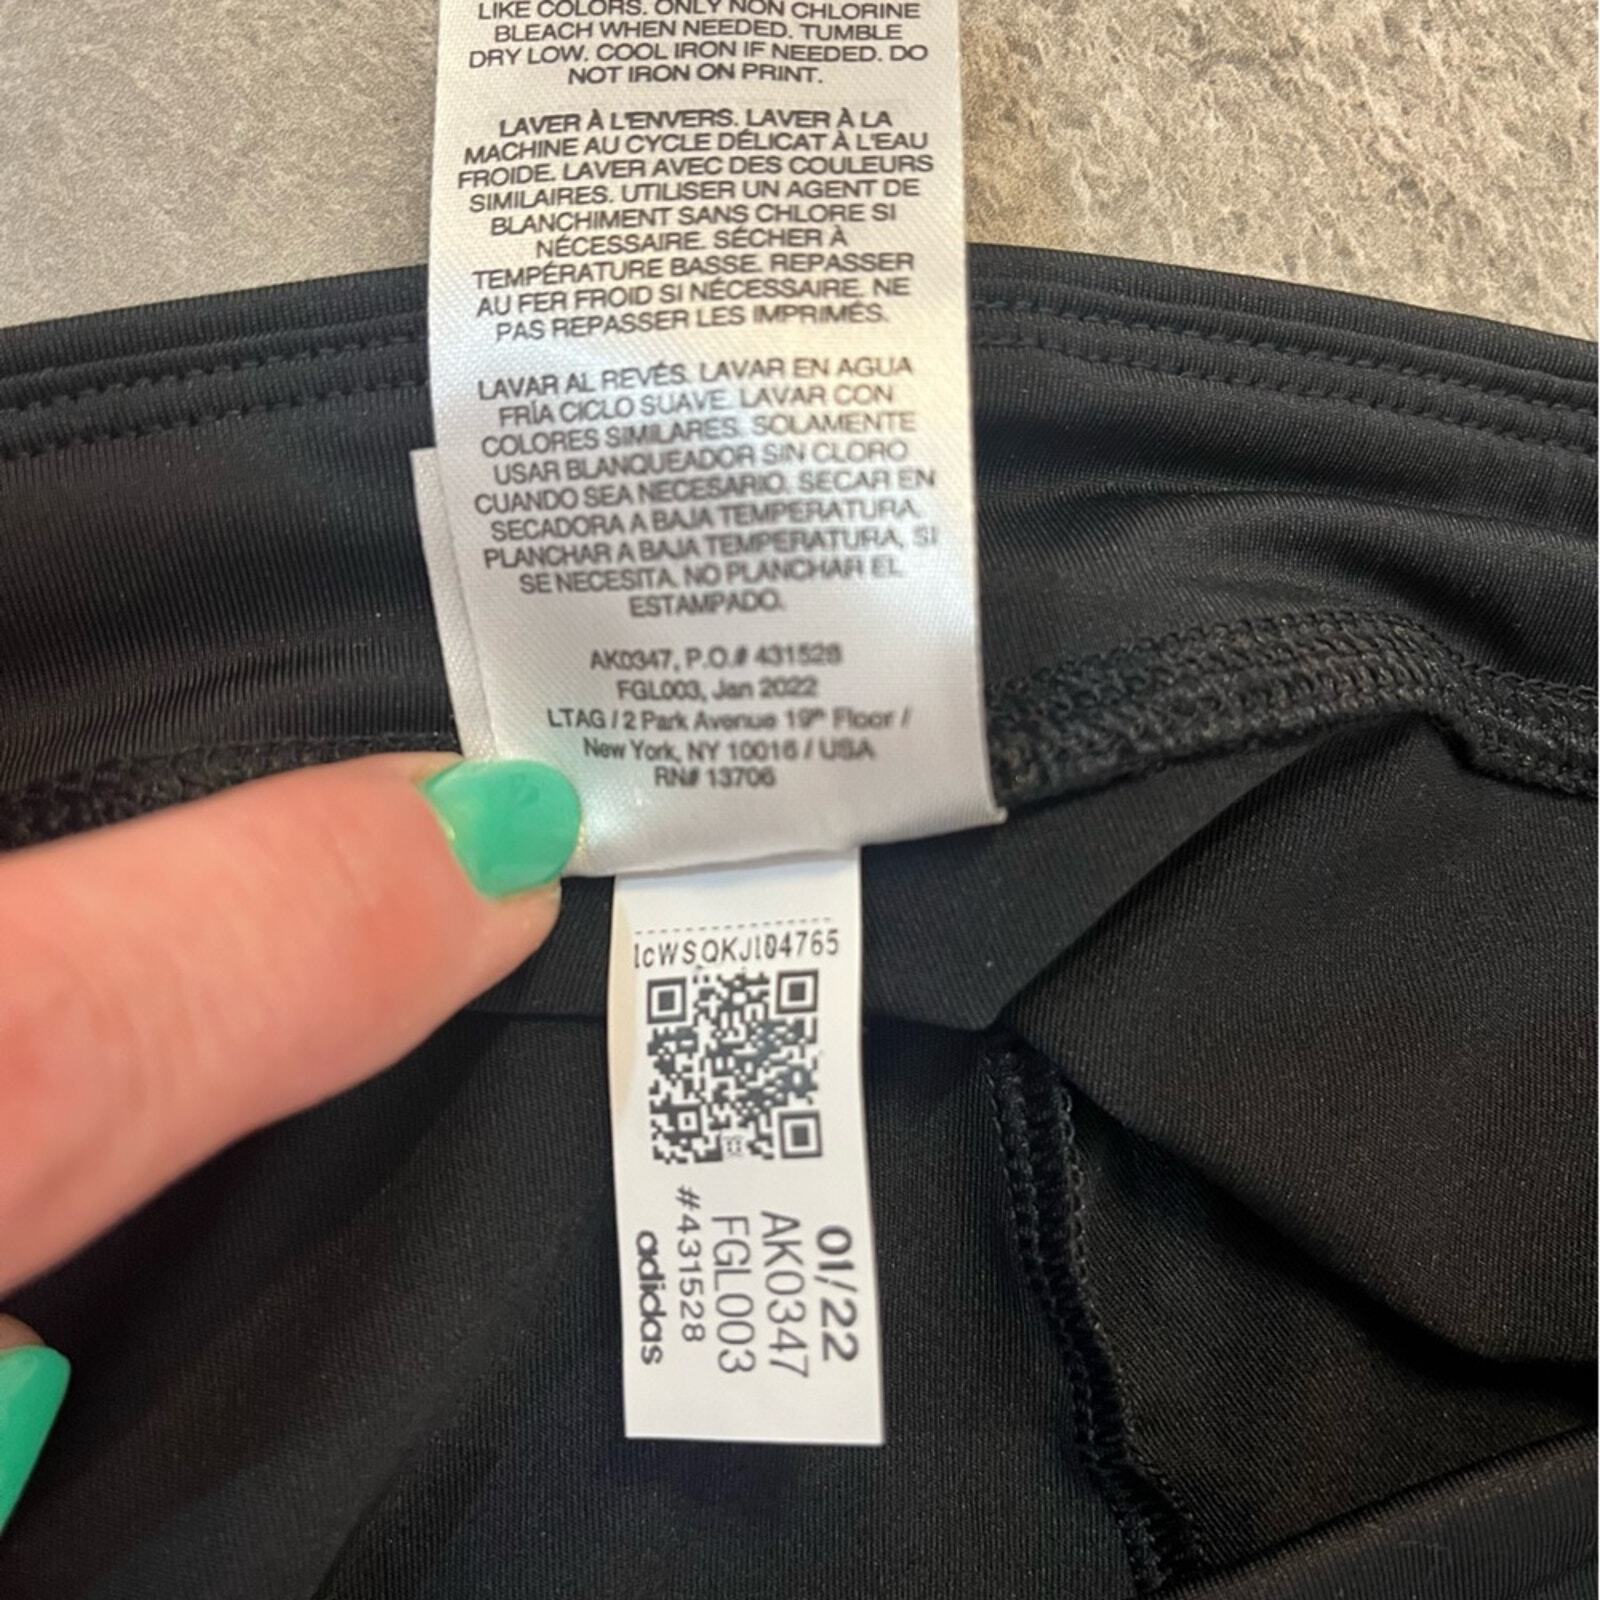 LIKE COLORS. ONLY NON CHLORINE
BLEACH WHEN NEEDED. TUMBLE
DRY LOW. COOL IRON IF NEEDED. DO
NOT IRON ON PRINT.
LAVER À L'ENVERS. LAVER À LA
MACHINE AU CYCLE DÉLICAT À L'EAU
FROIDE. LAVER AVEC DES COULEURS
SIMILAIRES. UTILISER UN AGENT DE
BLANCHIMENT SANS CHLORE SI
NÉCESSAIRE. SÉCHER À
TEMPÉRATURE BASSE. REPASSER
AU FER FROID SI NÉCESSAIRE. NE
PAS REPASSER LES IMPRIMÉS.
LAVAR AL REVÉS. LAVAR EN AGUA
FRÍA CICLO SUAVE. LAVAR CON
COLORES SIMILARES. SOLAMENTE
USAR BLANQUEADOR SIN CLORO
CUANDO SEA NECESARIO. SECAR EN
SECADORA A BAJA TEMPERATURA.
PLANCHAR A BAJA TEMPERATURA, SI
SE NECESITA. NO PLANCHAR EL
ESTAMPADO.
AK0347, P.O.# 431528
FGL003, Jan 2022
LTAG / 2 Park Avenue 19th Floor /
New York, NY 10016 / USA
RN# 13706
01/22
AK0347
FGL003
#431528
adidas